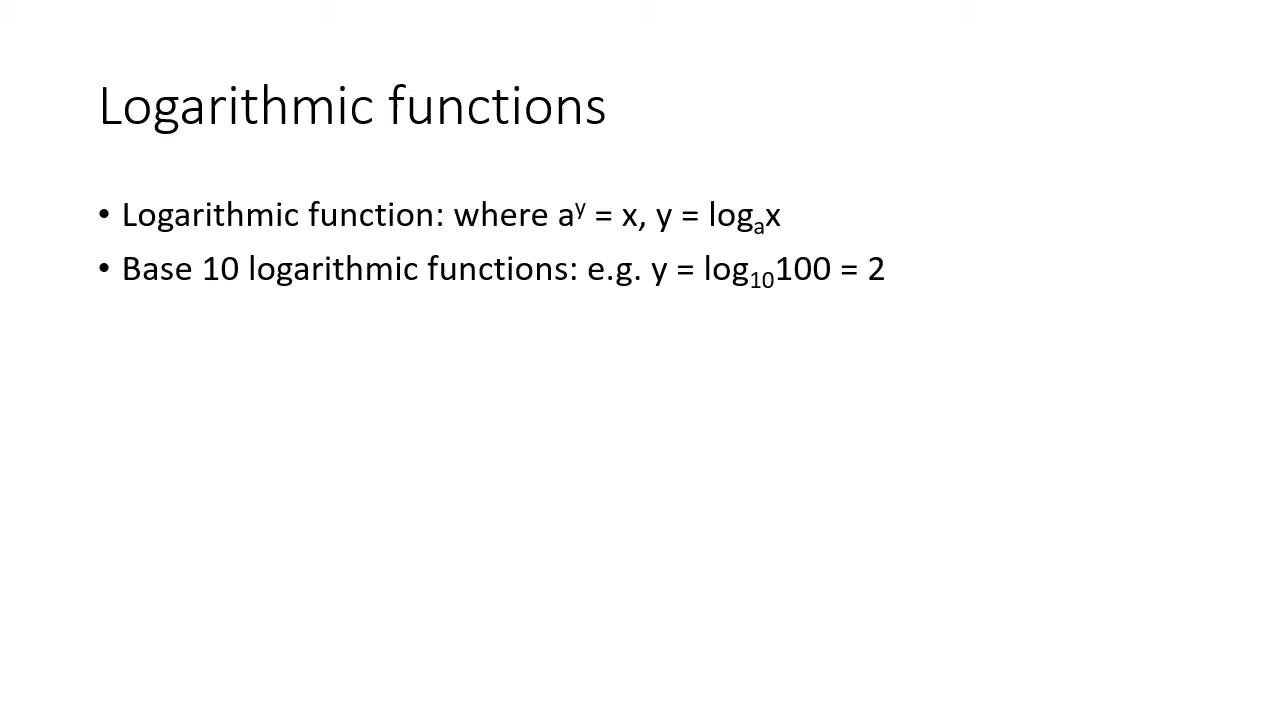 Logarithmic functions
• Logarithmic function: where aʸ = x, y = logₐx
• Base 10 logarithmic functions: e.g. y = log₁₀100 = 2